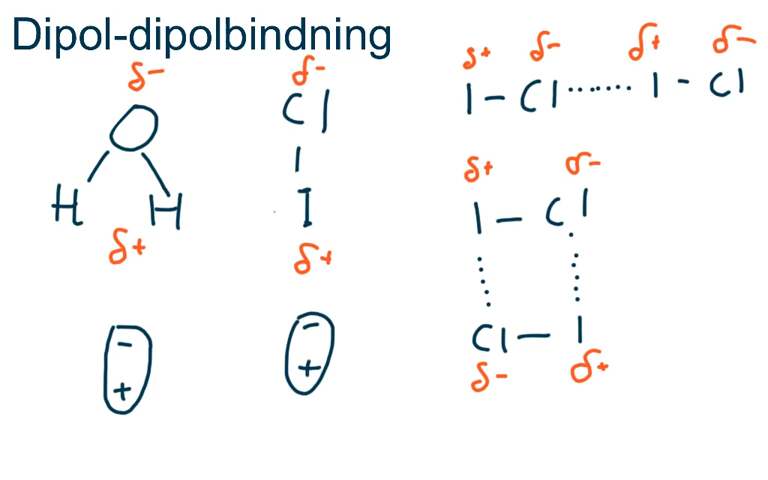 Dipol-dipolbindning
δ-
O
H H
δ+
-
+
δ-
Cl
I
δ+
-
+
δ+ δ- δ+ δ-
I - Cl ....... I - Cl
δ+ δ-
I - Cl
Cl - I
δ- δ+